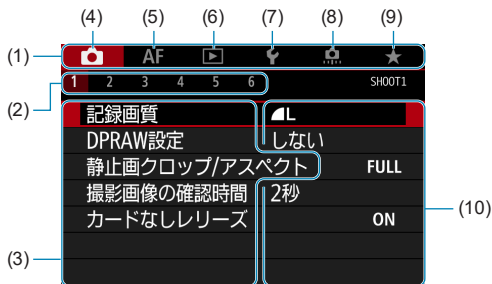 (4) (5) (6) (7) (8) (9)
(1) AF
(2) 1 2 3 4 5 6 SHOOT1
記録画質 L
DPRAW設定 しない
静止画クロップ/アスペクト FULL
撮影画像の確認時間 2秒
(10)
カードなしレリーズ ON
(3)